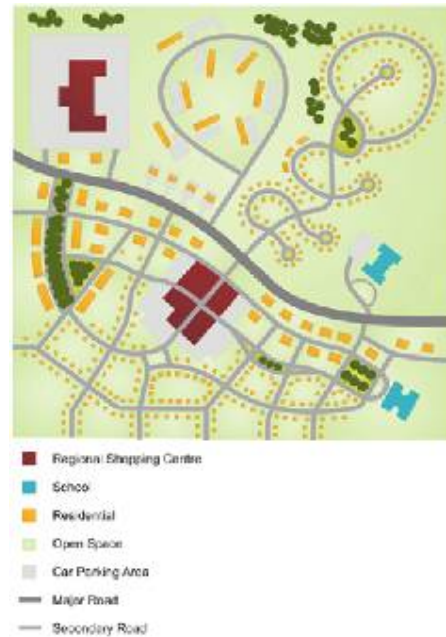 Regional Shopping Centre
School
Residential
Open Space
Car Parking Area
Major Road
Secondary Road